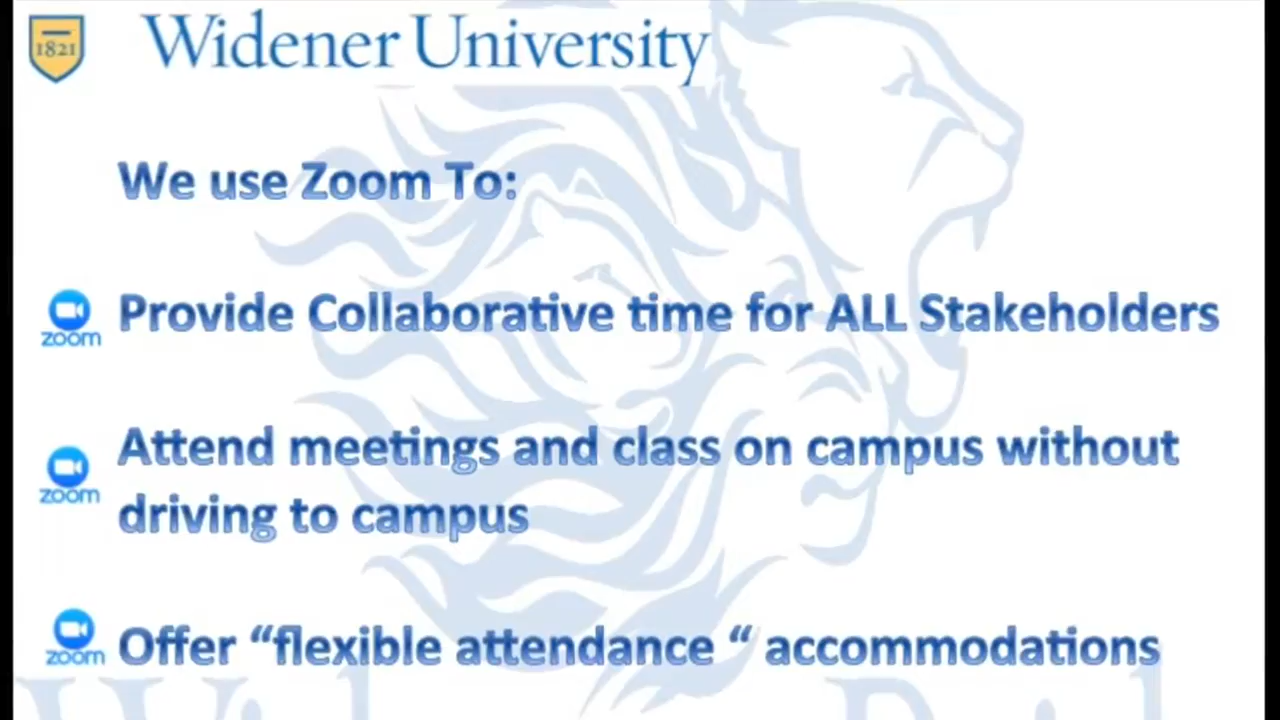 1821
Widener University
We use Zoom To:
zoom
Provide Collaborative time for ALL Stakeholders
zoom
Attend meetings and class on campus without
driving to campus
zoom
Offer “flexible attendance “ accommodations